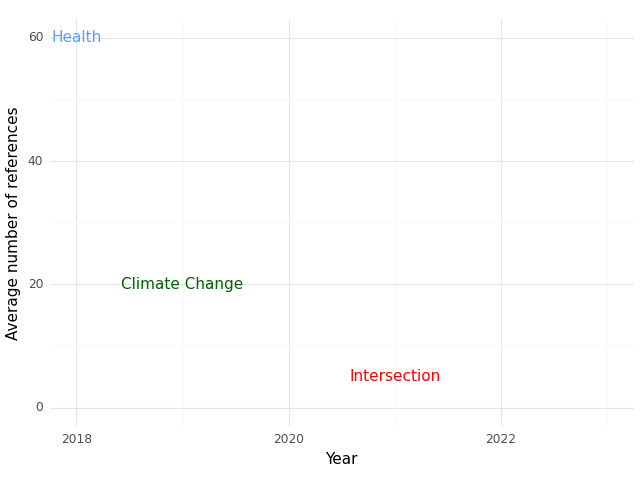 60
Health
40
20
Climate Change
Intersection
0
2018
2020
2022
Year
Average number of references